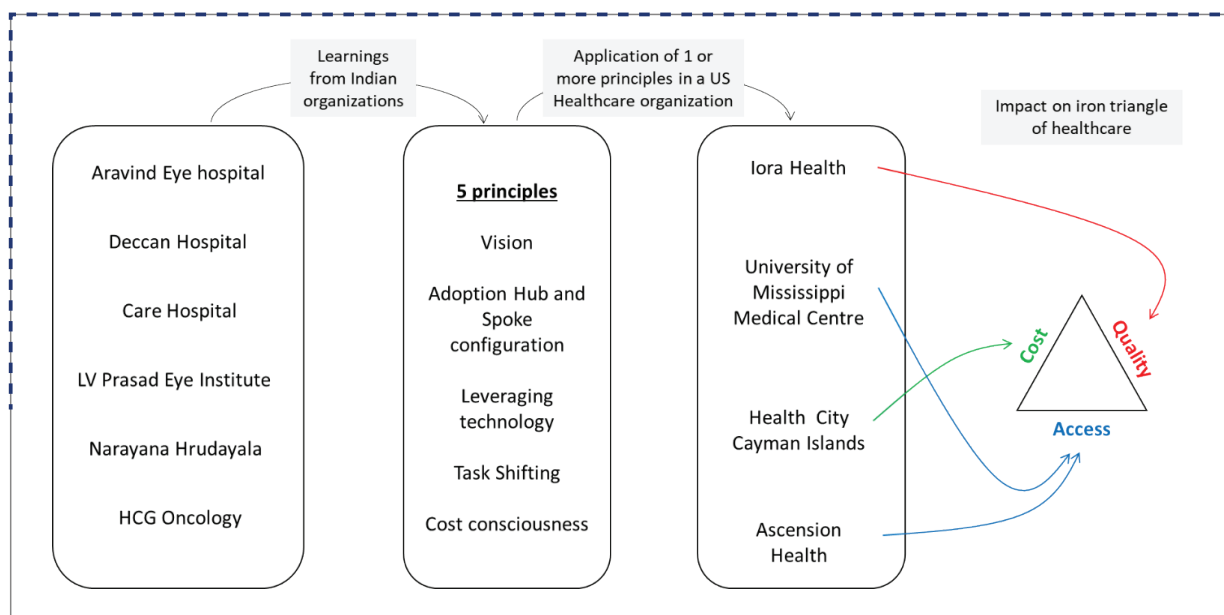 Learnings
from Indian
organizations
Application of 1 or
more principles in a US
Healthcare organization
Impact on iron triangle
of healthcare
Aravind Eye hospital
Deccan Hospital
Care Hospital
LV Prasad Eye Institute
Narayana Hrudayala
HCG Oncology
5 principles
Vision
Adoption Hub and
Spoke
configuration
Leveraging
technology
Task Shifting
Cost consciousness
Iora Health
University of
Mississippi
Medical Centre
Health City
Cayman Islands
Ascension
Health
Cost
Quality
Access